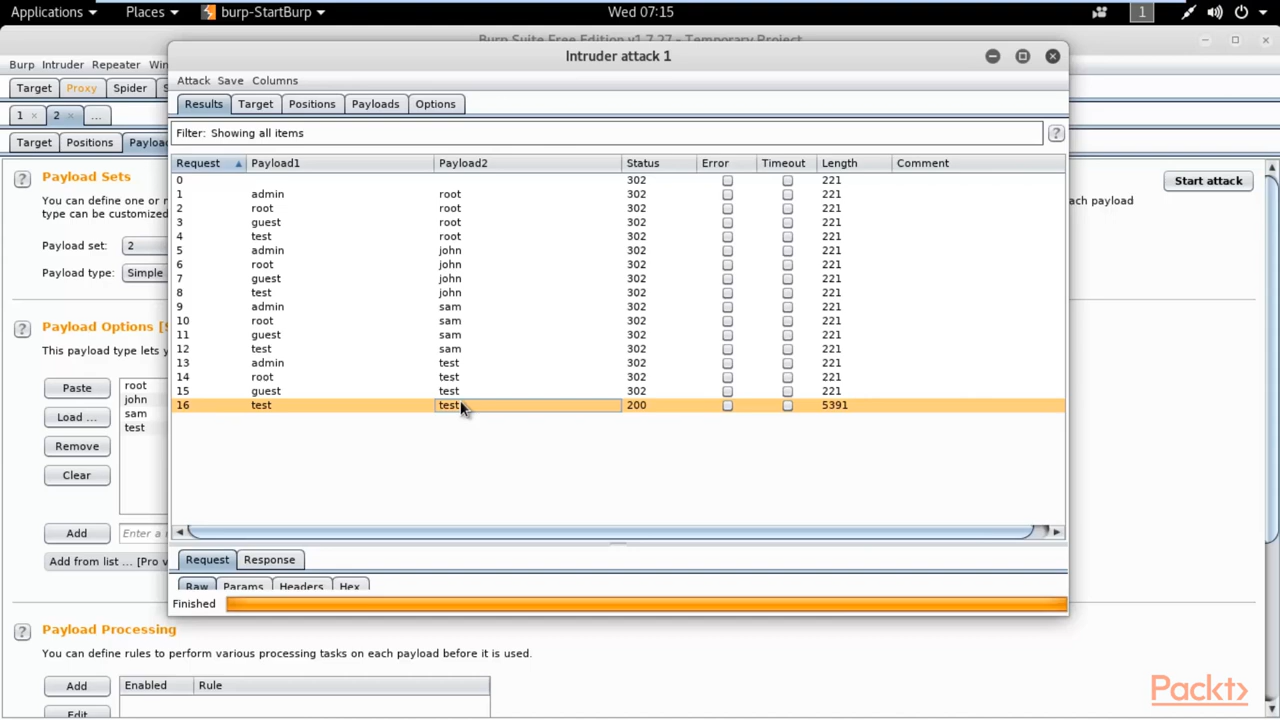 Applications Places burp-StartBurp Wed 07:15 1
Burp Suite Free Edition v1.7.27 - Temporary Project
Intruder attack 1
Burp Intruder Repeater Win
Attack Save Columns
Target Proxy Spider S
Results Target Positions Payloads Options
1 × 2 × ...
Filter: Showing all items ?
Target Positions Payloa
Request Payload1 Payload2 Status Error Timeout Length Comment
0 302 221
1 admin root 302 221
2 root root 302 221
3 guest root 302 221
4 test root 302 221
5 admin john 302 221
6 root john 302 221
7 guest john 302 221
8 test john 302 221
9 admin sam 302 221
10 root sam 302 221
11 guest sam 302 221
12 test sam 302 221
13 admin test 302 221
14 root test 302 221
15 guest test 302 221
16 test test 200 5391
? Payload Sets
Start attack
You can define one or
ach payload
type can be customized
Payload set: 2
Payload type: Simple
? Payload Options [S
This payload type lets y
Paste
Load ...
Remove
Clear
root
john
sam
test
Add Enter a
Add from list ... [Pro v
Request Response
Raw Params Headers Hex
Finished
? Payload Processing
You can define rules to perform various processing tasks on each payload before it is used.
Add Enabled Rule
Edit
Packt>